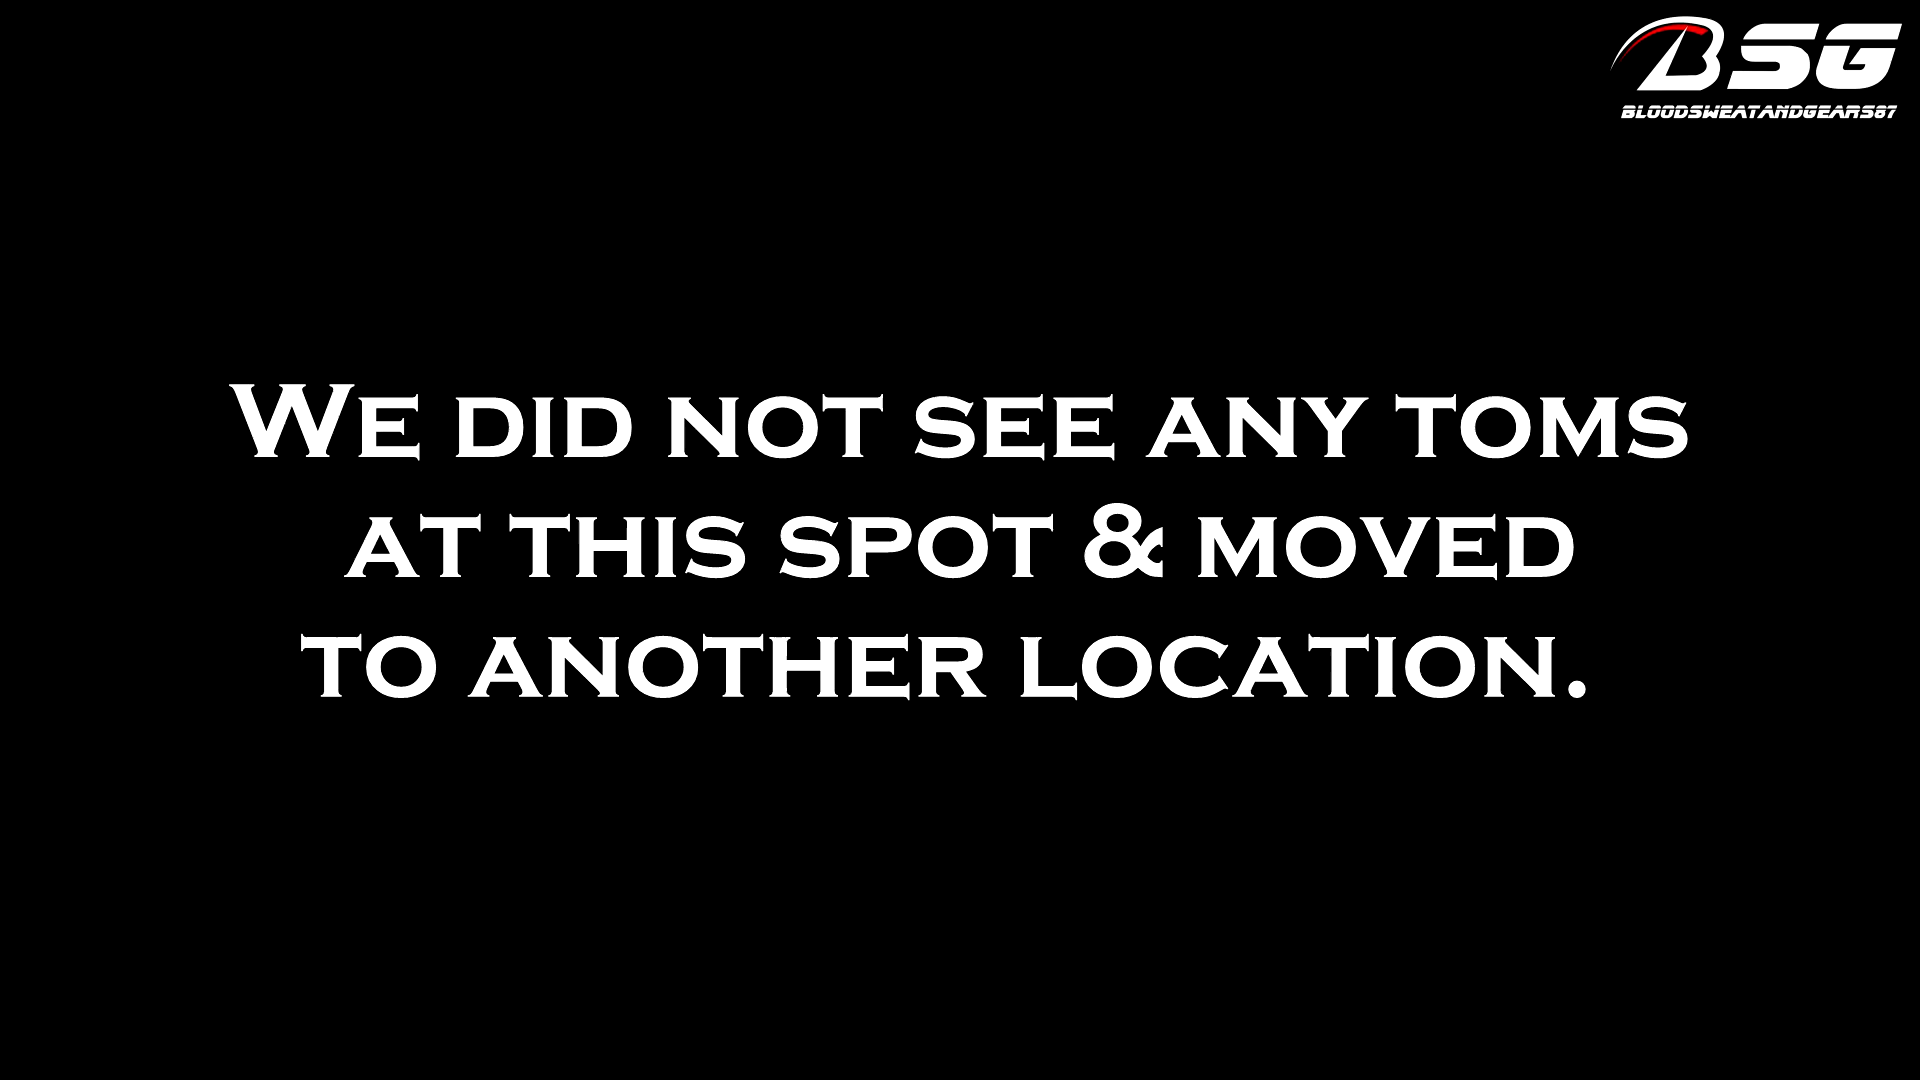 BSG
BLOODSWEATANDGEARS87
We did not see any toms
at this spot & moved
to another location.